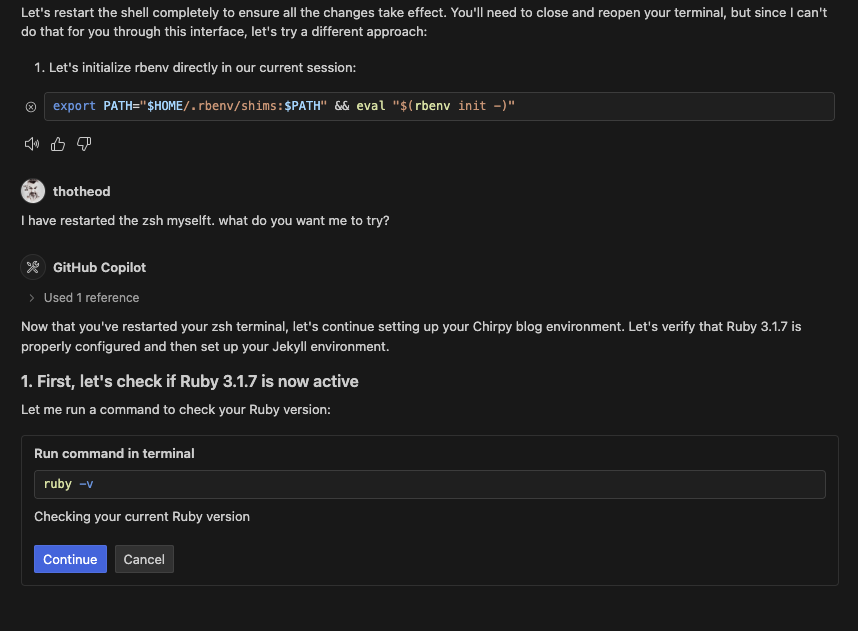 Let's restart the shell completely to ensure all the changes take effect. You'll need to close and reopen your terminal, but since I can't
do that for you through this interface, let's try a different approach:
1. Let's initialize rbenv directly in our current session:
export PATH="$HOME/.rbenv/shims:$PATH" && eval "$(rbenv init -)"
thotheod
I have restarted the zsh myselft. what do you want me to try?
GitHub Copilot
Used 1 reference
Now that you've restarted your zsh terminal, let's continue setting up your Chirpy blog environment. Let's verify that Ruby 3.1.7 is
properly configured and then set up your Jekyll environment.
1. First, let's check if Ruby 3.1.7 is now active
Let me run a command to check your Ruby version:
Run command in terminal
ruby -v
Checking your current Ruby version
Continue Cancel